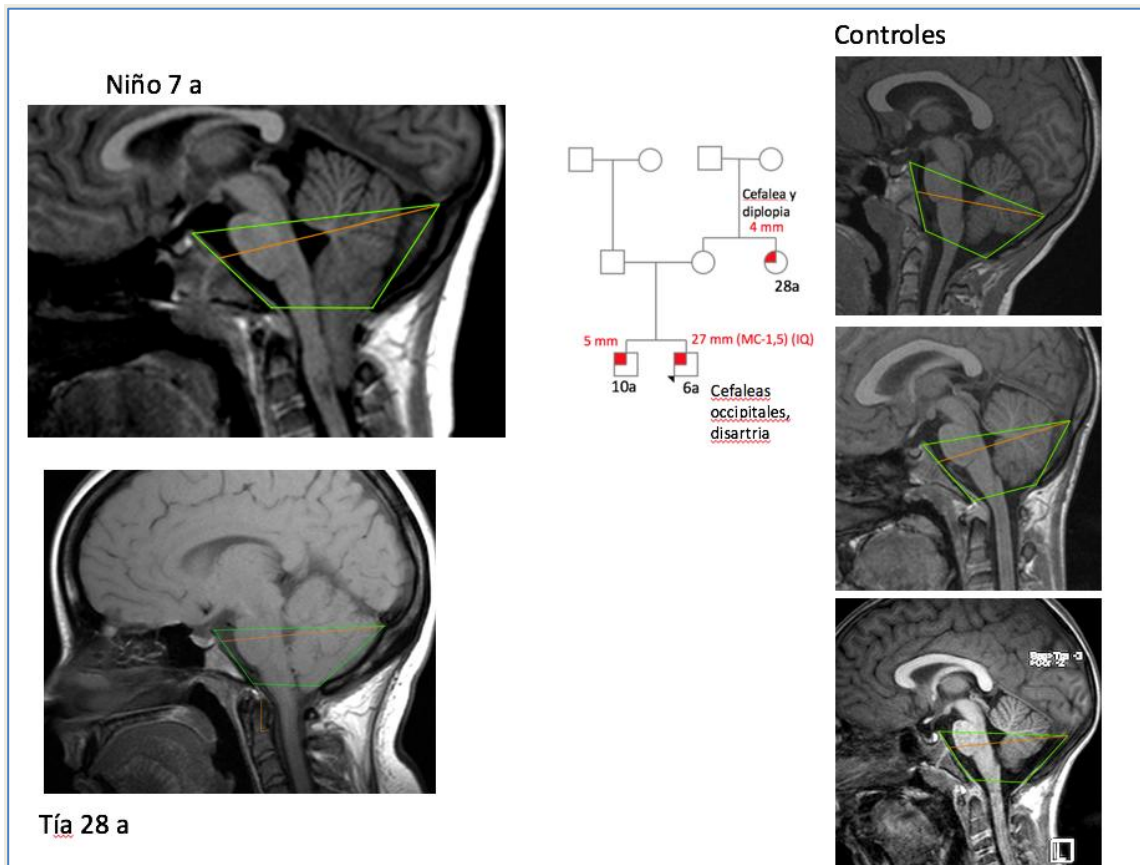 Controles
Niño 7 a
Cefalea y
diplopia
4 mm
28a
5 mm
27 mm (MC-1,5) (IQ)
10a
6a
Cefaleas
occipitales,
disartria
Tía 28 a
L